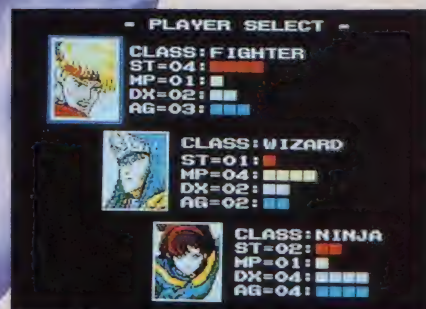 - PLAYER SELECT -
CLASS:FIGHTER
ST=04:
MP=01:
DX=02:
AG=03:
CLASS:WIZARD
ST=01:
MP=04:
DX=02:
AG=02:
CLASS:NINJA
ST=02:
MP=01:
DX=04:
AG=04: